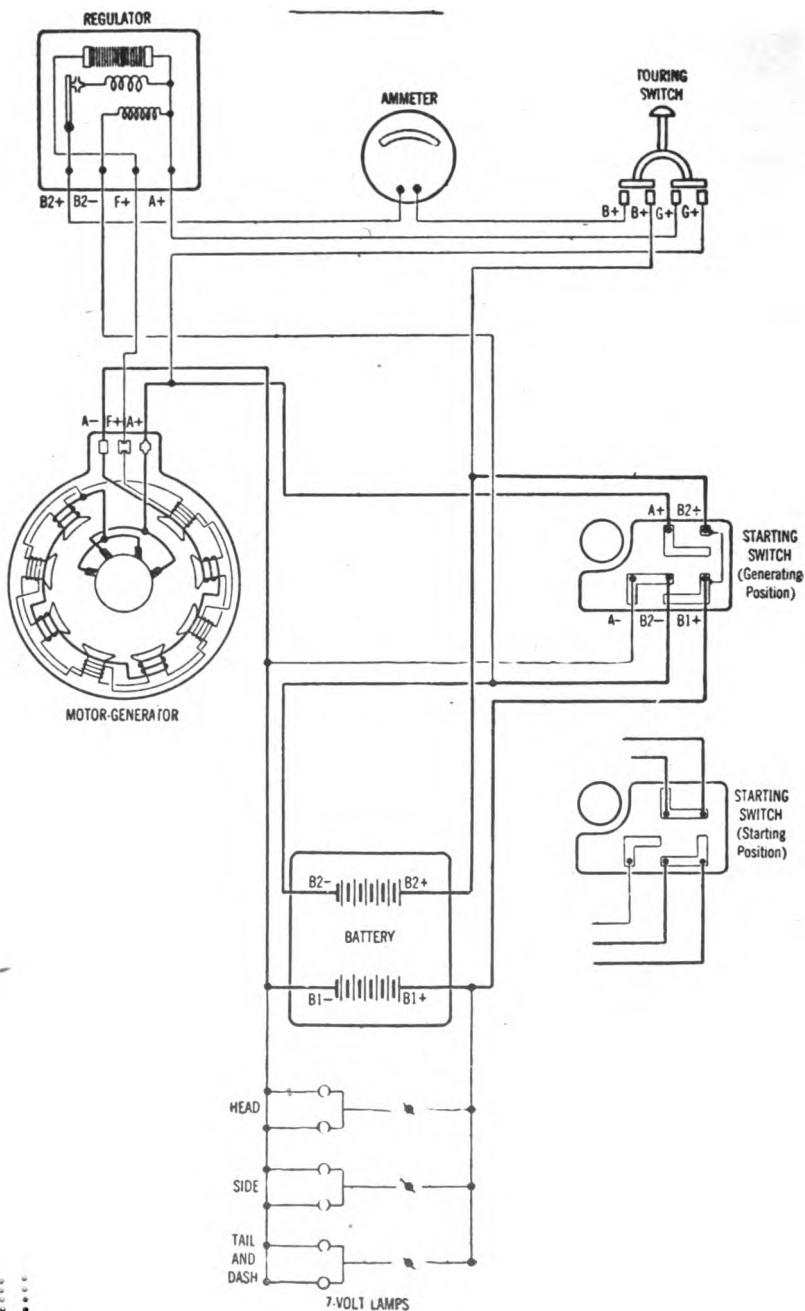 REGULATOR
B2+ B2- F+ A+
AMMETER
TOURING
SWITCH
B+ B+ G+ G+
A- F+ A+
MOTOR-GENERATOR
A+ B2+
A- B2- B1+
STARTING
SWITCH
(Generating
Position)
STARTING
SWITCH
(Starting
Position)
B2- B2+
BATTERY
B1- B1+
HEAD
SIDE
TAIL
AND
DASH
7-VOLT LAMPS